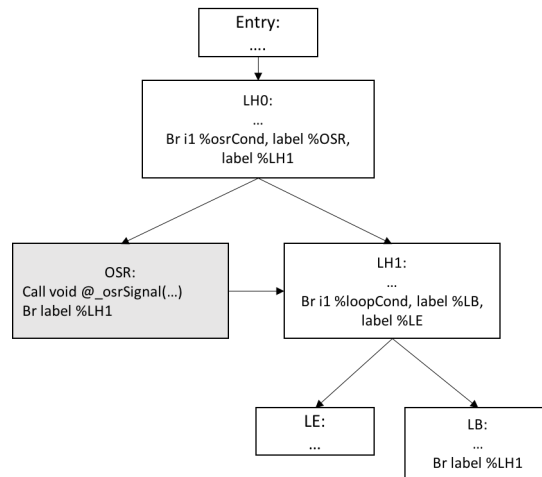 Entry:
....
LH0:
...
Br i1 %osrCond, label %OSR,
label %LH1
OSR:
Call void @_osrSignal(...)
Br label %LH1
LH1:
...
Br i1 %loopCond, label %LB,
label %LE
LE:
...
LB:
...
Br label %LH1